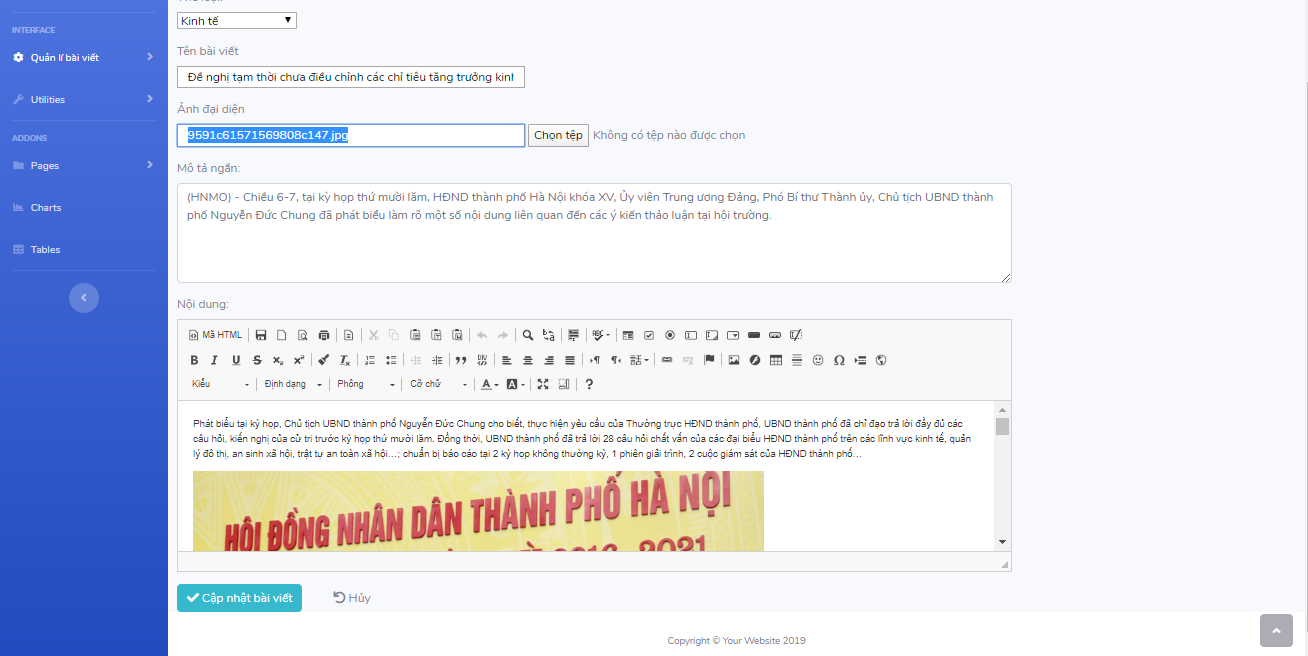 INTERFACE
Quản lí bài viết
Utilities
ADDONS
Pages
Charts
Tables
Kinh tế
Tên bài viết
Đề nghị tạm thời chưa điều chỉnh các chỉ tiêu tăng trưởng kinh
Ảnh đại diện
9591c61571569808c147.jpg Chọn tệp Không có tệp nào được chọn
Mô tả ngắn:
(HNMO) - Chiều 6-7, tại kỳ họp thứ mười lăm, HĐND thành phố Hà Nội khóa XV, Ủy viên Trung ương Đảng, Phó Bí thư Thành ủy, Chủ tịch UBND thành
phố Nguyễn Đức Chung đã phát biểu làm rõ một số nội dung liên quan đến các ý kiến thảo luận tại hội trường.
Nội dung:
Mã HTML
Kiểu Định dạng Phông Cỡ chữ
Phát biểu tại kỳ họp, Chủ tịch UBND thành phố Nguyễn Đức Chung cho biết, thực hiện yêu cầu của Thường trực HĐND thành phố, UBND thành phố đã chỉ đạo trả lời đầy đủ các
câu hỏi, kiến nghị của cử tri trước kỳ họp thứ mười lăm. Đồng thời, UBND thành phố đã trả lời 28 câu hỏi chất vấn của các đại biểu HĐND thành phố trên các lĩnh vực kinh tế, quản
lý đô thị, an sinh xã hội, trật tự an toàn xã hội...; chuẩn bị báo cáo tại 2 kỳ họp không thường kỳ, 1 phiên giải trình, 2 cuộc giám sát của HĐND thành phố...
HỘI ĐỒNG NHÂN DÂN THÀNH PHỐ HÀ NỘI
2016 2021
Cập nhật bài viết Hủy
Copyright © Your Website 2019